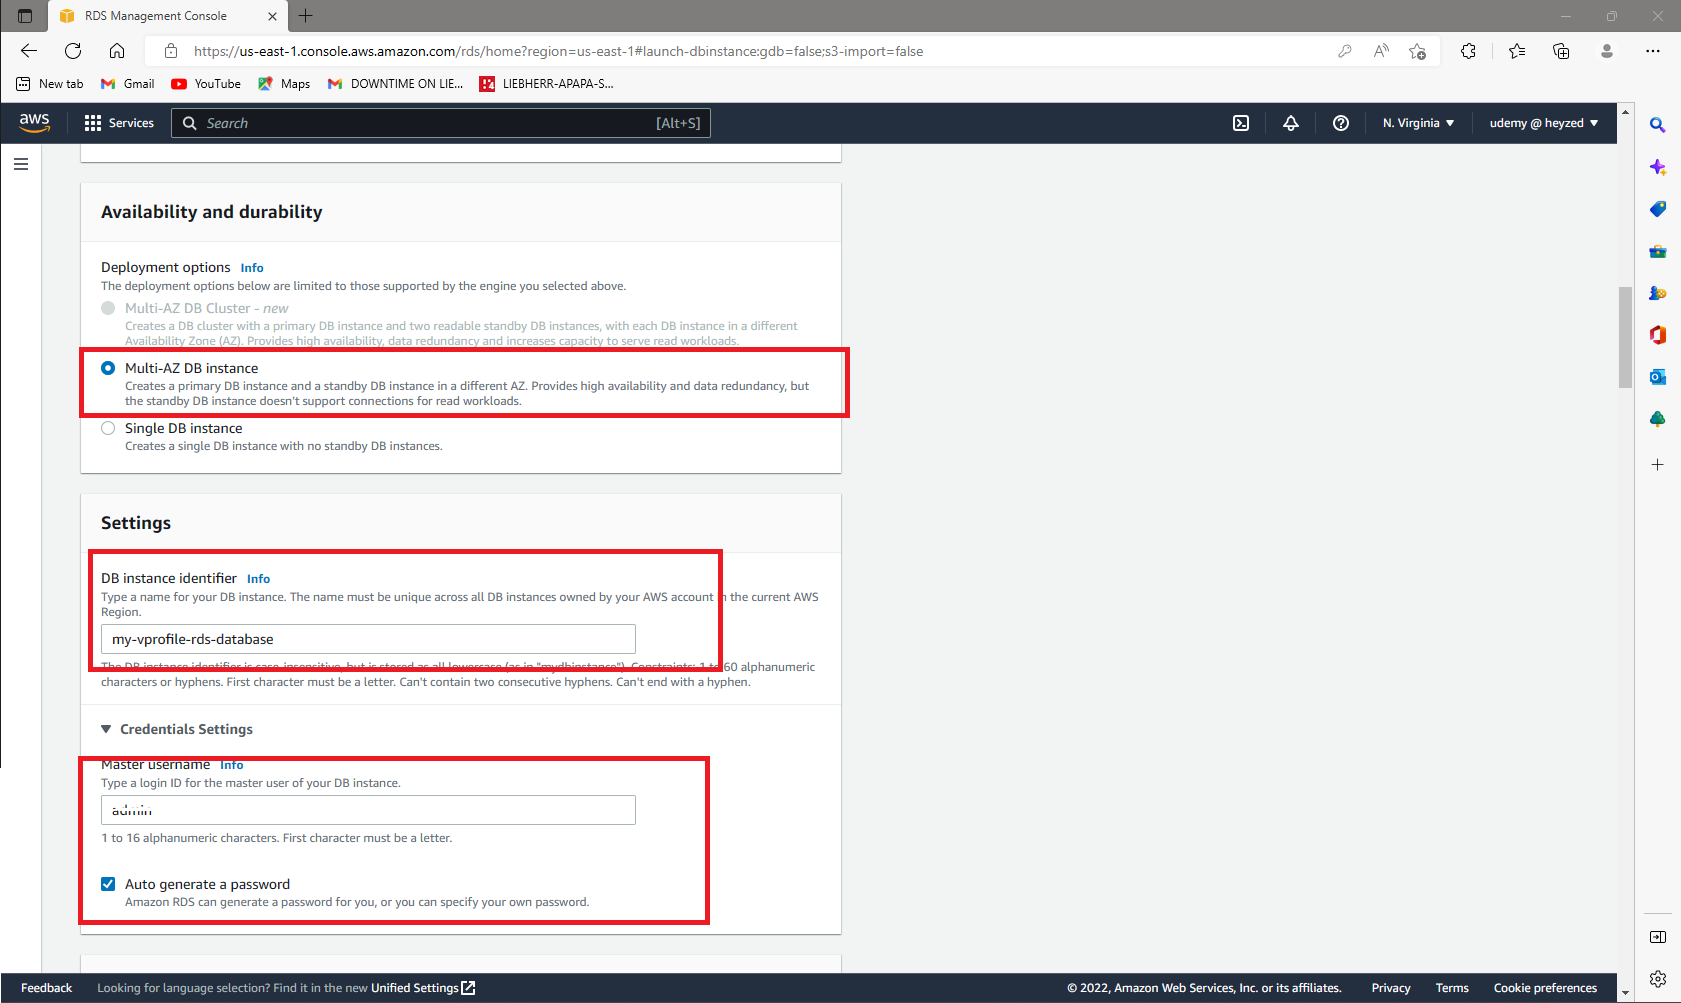 RDS Management Console
https://us-east-1.console.aws.amazon.com/rds/home?region=us-east-1#launch-dbinstance:gdb=false;s3-import=false
New tab
Gmail
YouTube
Maps
DOWNTIME ON LIE...
LIEBHERR-APAPA-S...
aws
Services
Search
[Alt+S]
N. Virginia
udemy @ heyzed
Availability and durability
Deployment options Info
The deployment options below are limited to those supported by the engine you selected above.
Multi-AZ DB Cluster - new
Creates a DB cluster with a primary DB instance and two readable standby DB instances, with each DB instance in a different
Availability Zone (AZ). Provides high availability, data redundancy and increases capacity to serve read workloads.
Multi-AZ DB instance
Creates a primary DB instance and a standby DB instance in a different AZ. Provides high availability and data redundancy, but
the standby DB instance doesn't support connections for read workloads.
Single DB instance
Creates a single DB instance with no standby DB instances.
Settings
DB instance identifier Info
Type a name for your DB instance. The name must be unique across all DB instances owned by your AWS account in the current AWS
Region.
my-vprofile-rds-database
The DB instance identifier is case-insensitive, but is stored as all lowercase (as in "mydbinstance"). Constraints: 1 to 60 alphanumeric
characters or hyphens. First character must be a letter. Can't contain two consecutive hyphens. Can't end with a hyphen.
Credentials Settings
Master username Info
Type a login ID for the master user of your DB instance.
admin
1 to 16 alphanumeric characters. First character must be a letter.
Auto generate a password
Amazon RDS can generate a password for you, or you can specify your own password.
Feedback
Looking for language selection? Find it in the new Unified Settings
© 2022, Amazon Web Services, Inc. or its affiliates.
Privacy
Terms
Cookie preferences